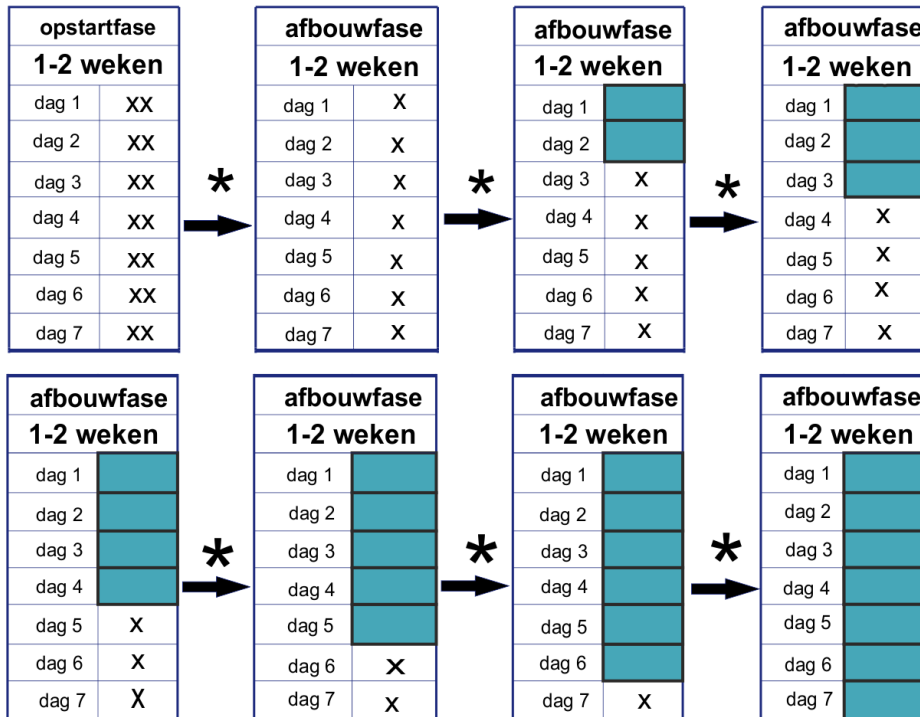 opstartfase
1-2 weken
dag 1 XX
dag 2 XX
dag 3 XX
dag 4 XX
dag 5 XX
dag 6 XX
dag 7 XX
*
afbouwfase
1-2 weken
dag 1 X
dag 2 X
dag 3 X
dag 4 X
dag 5 X
dag 6 X
dag 7 X
*
afbouwfase
1-2 weken
dag 1
dag 2
dag 3 X
dag 4 X
dag 5 X
dag 6 X
dag 7 X
*
afbouwfase
1-2 weken
dag 1
dag 2
dag 3
dag 4 X
dag 5 X
dag 6 X
dag 7 X
afbouwfase
1-2 weken
dag 1
dag 2
dag 3
dag 4
dag 5 X
dag 6 X
dag 7 X
*
afbouwfase
1-2 weken
dag 1
dag 2
dag 3
dag 4
dag 5
dag 6 X
dag 7 X
*
afbouwfase
1-2 weken
dag 1
dag 2
dag 3
dag 4
dag 5
dag 6
dag 7 X
*
afbouwfase
1-2 weken
dag 1
dag 2
dag 3
dag 4
dag 5
dag 6
dag 7